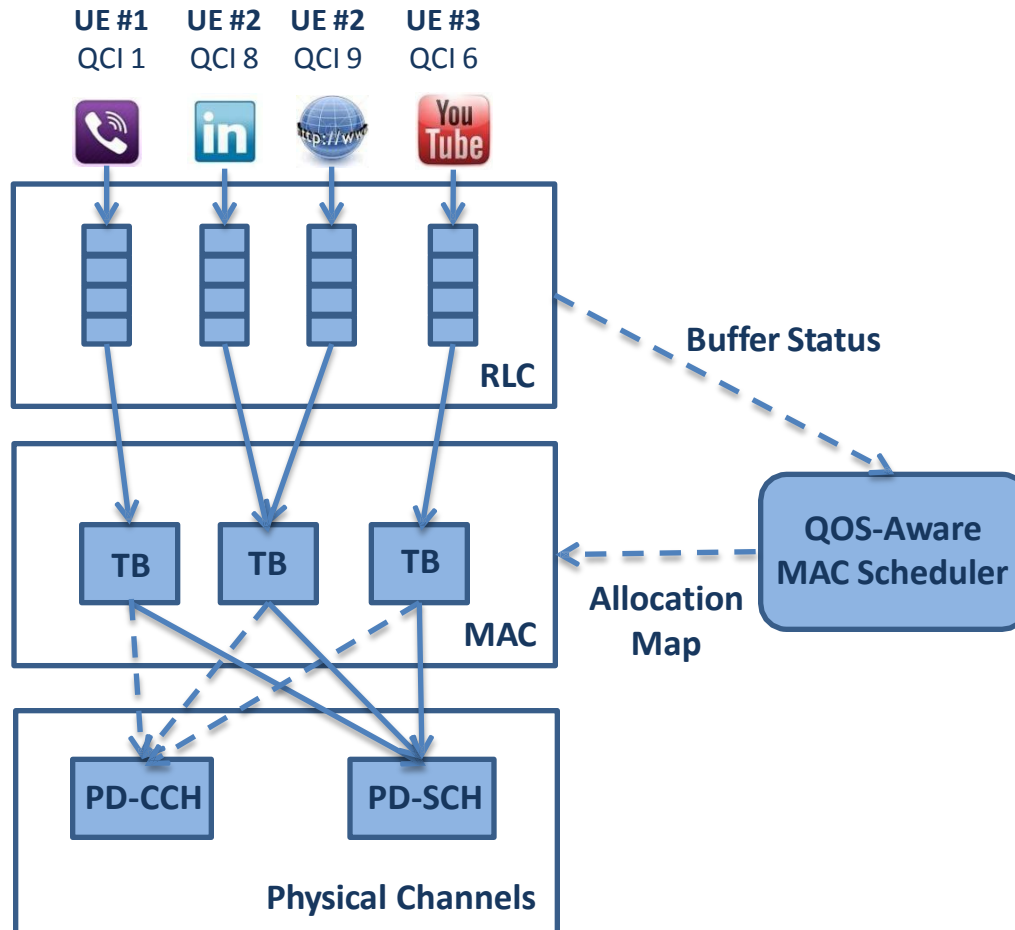 UE #1 UE #2 UE #2 UE #3
QCI 1 QCI 8 QCI 9 QCI 6
in
http://www
You
Tube
RLC
Buffer Status
QOS-Aware
MAC Scheduler
Allocation
Map
TB TB TB
MAC
PD-CCH PD-SCH
Physical Channels